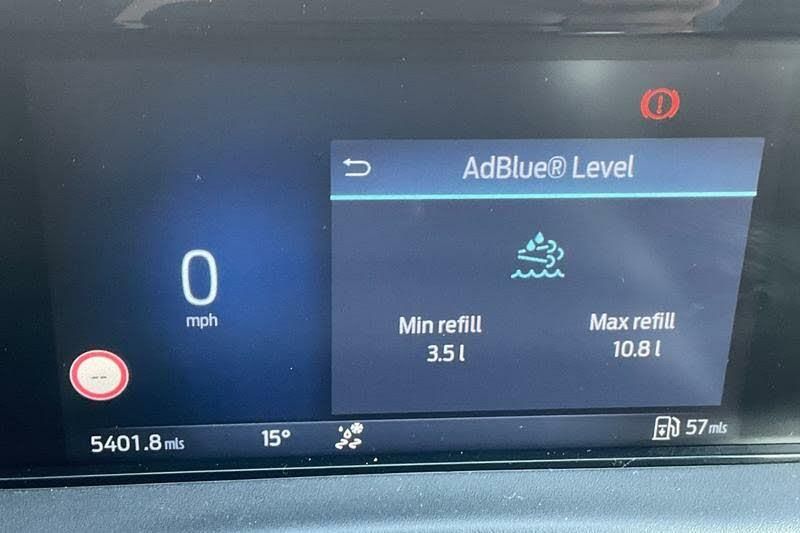 AdBlue® Level
0
mph
Min refill
3.5 l
Max refill
10.8 l
--
5401.8 mls
15°
57 mls